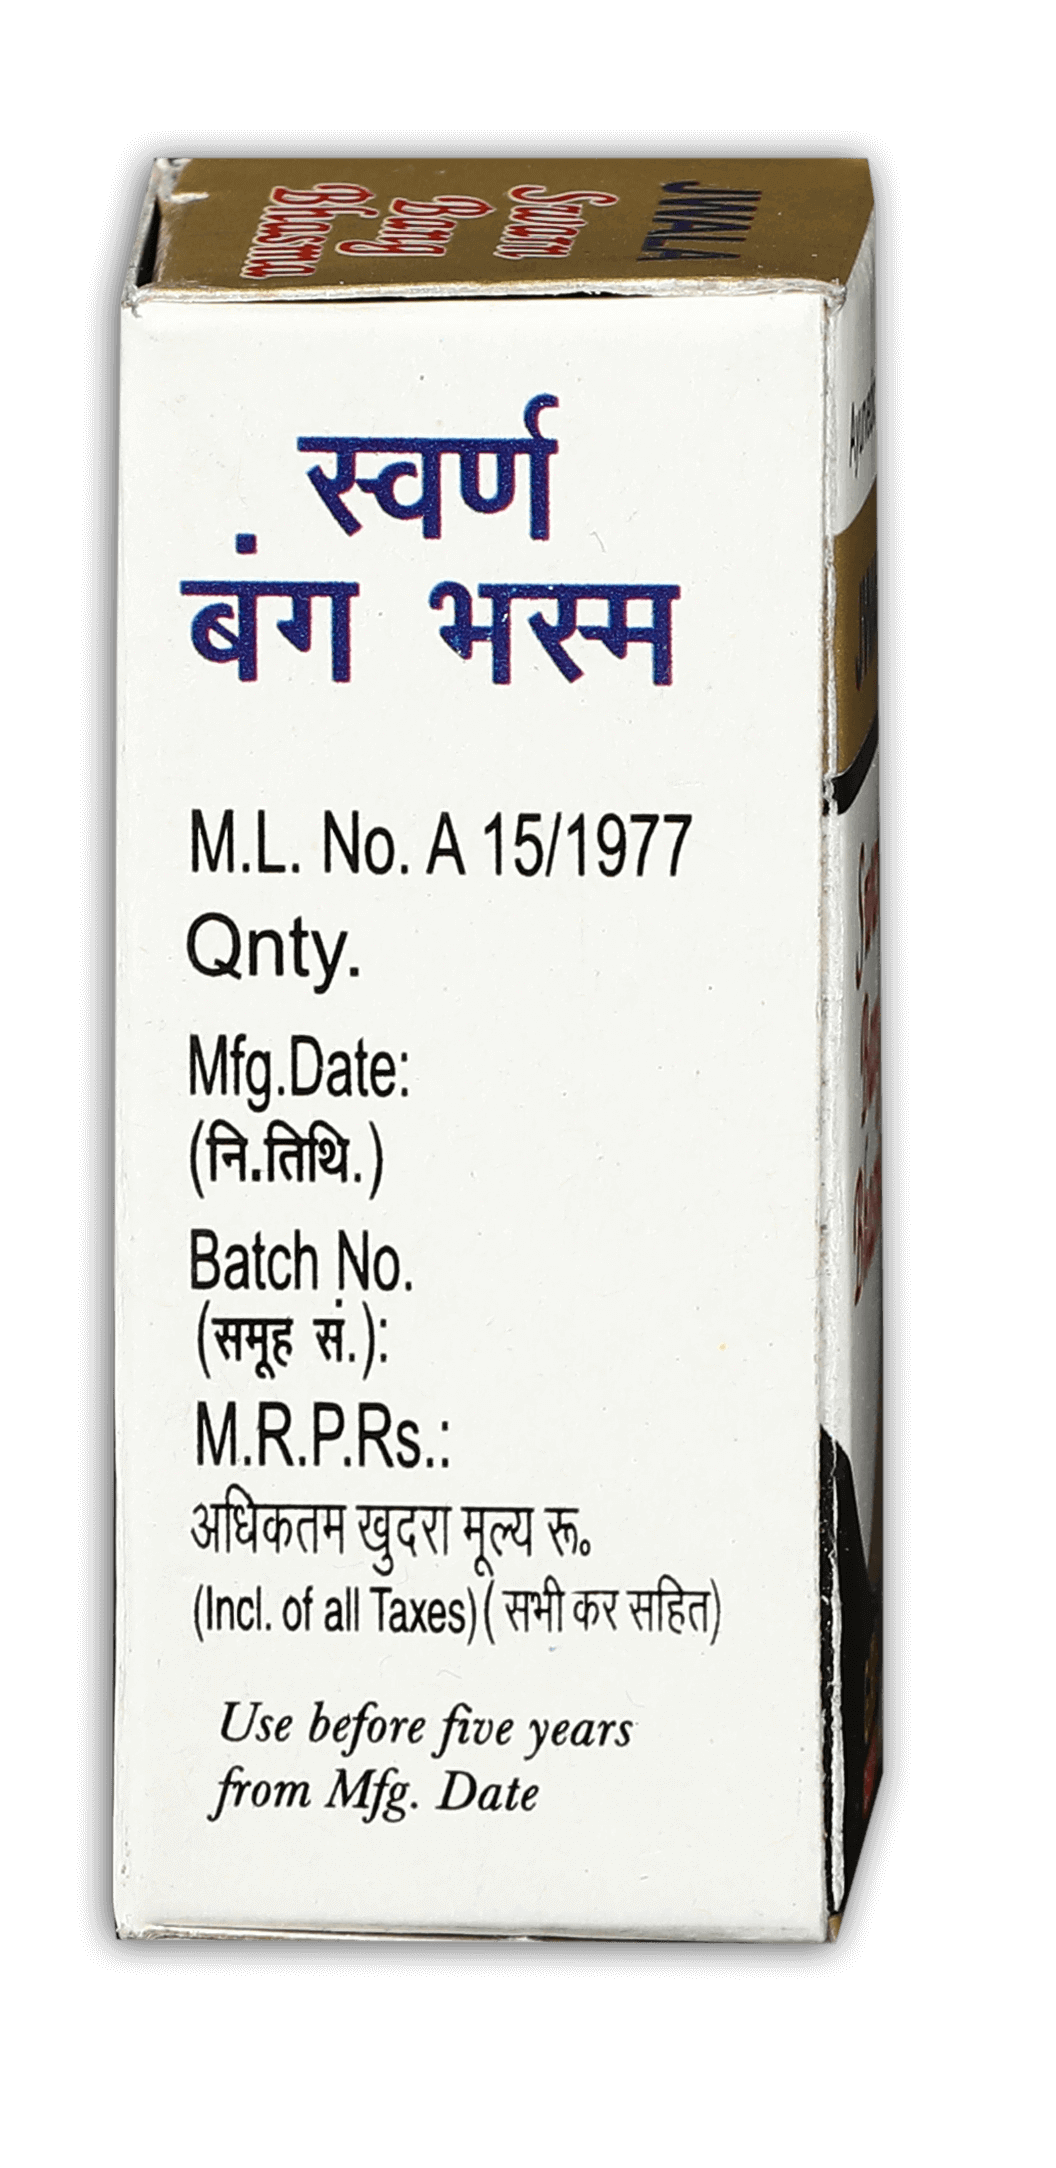 JWALA
Swarn
Bang
Bhasma
स्वर्ण
बंग भस्म
M.L. No. A 15/1977
Qnty.
Mfg.Date:
(नि.तिथि.)
Batch No.
(समूह सं.):
M.R.P.Rs.:
अधिकतम खुदरा मूल्य रू.
(Incl. of all Taxes)( सभी कर सहित)
Use before five years
from Mfg. Date